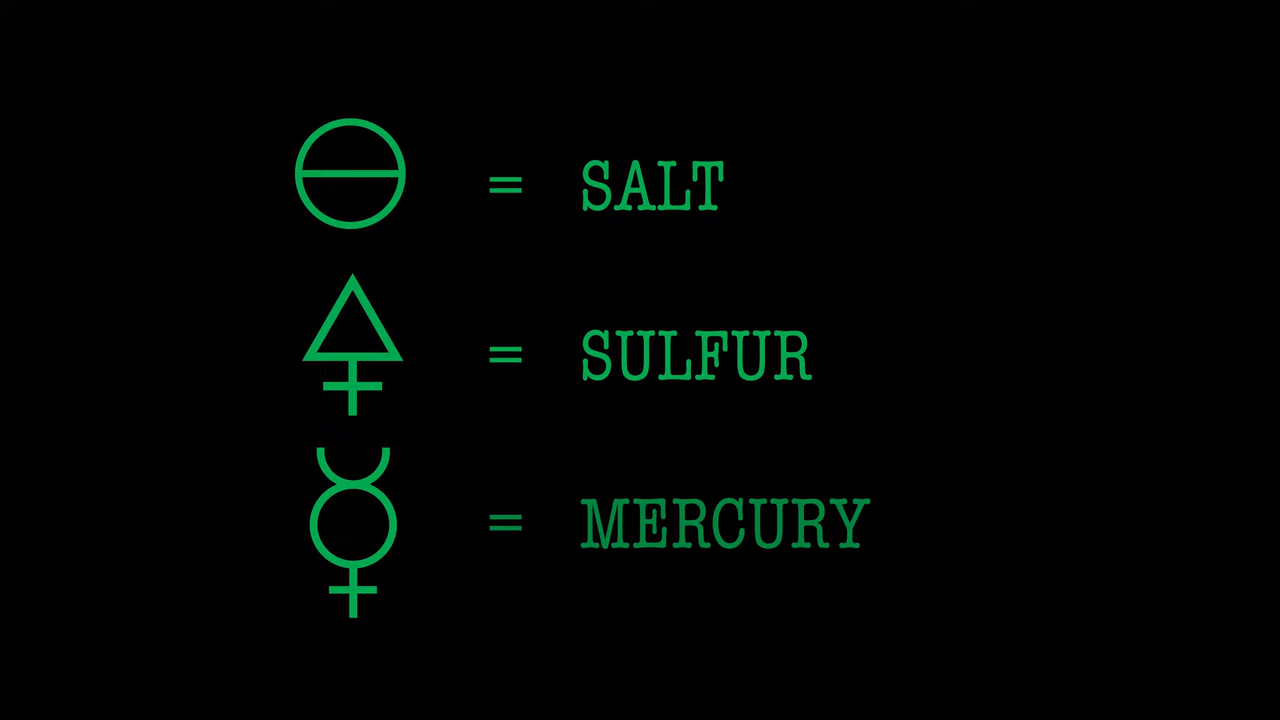 = SALT
= SULFUR
= MERCURY